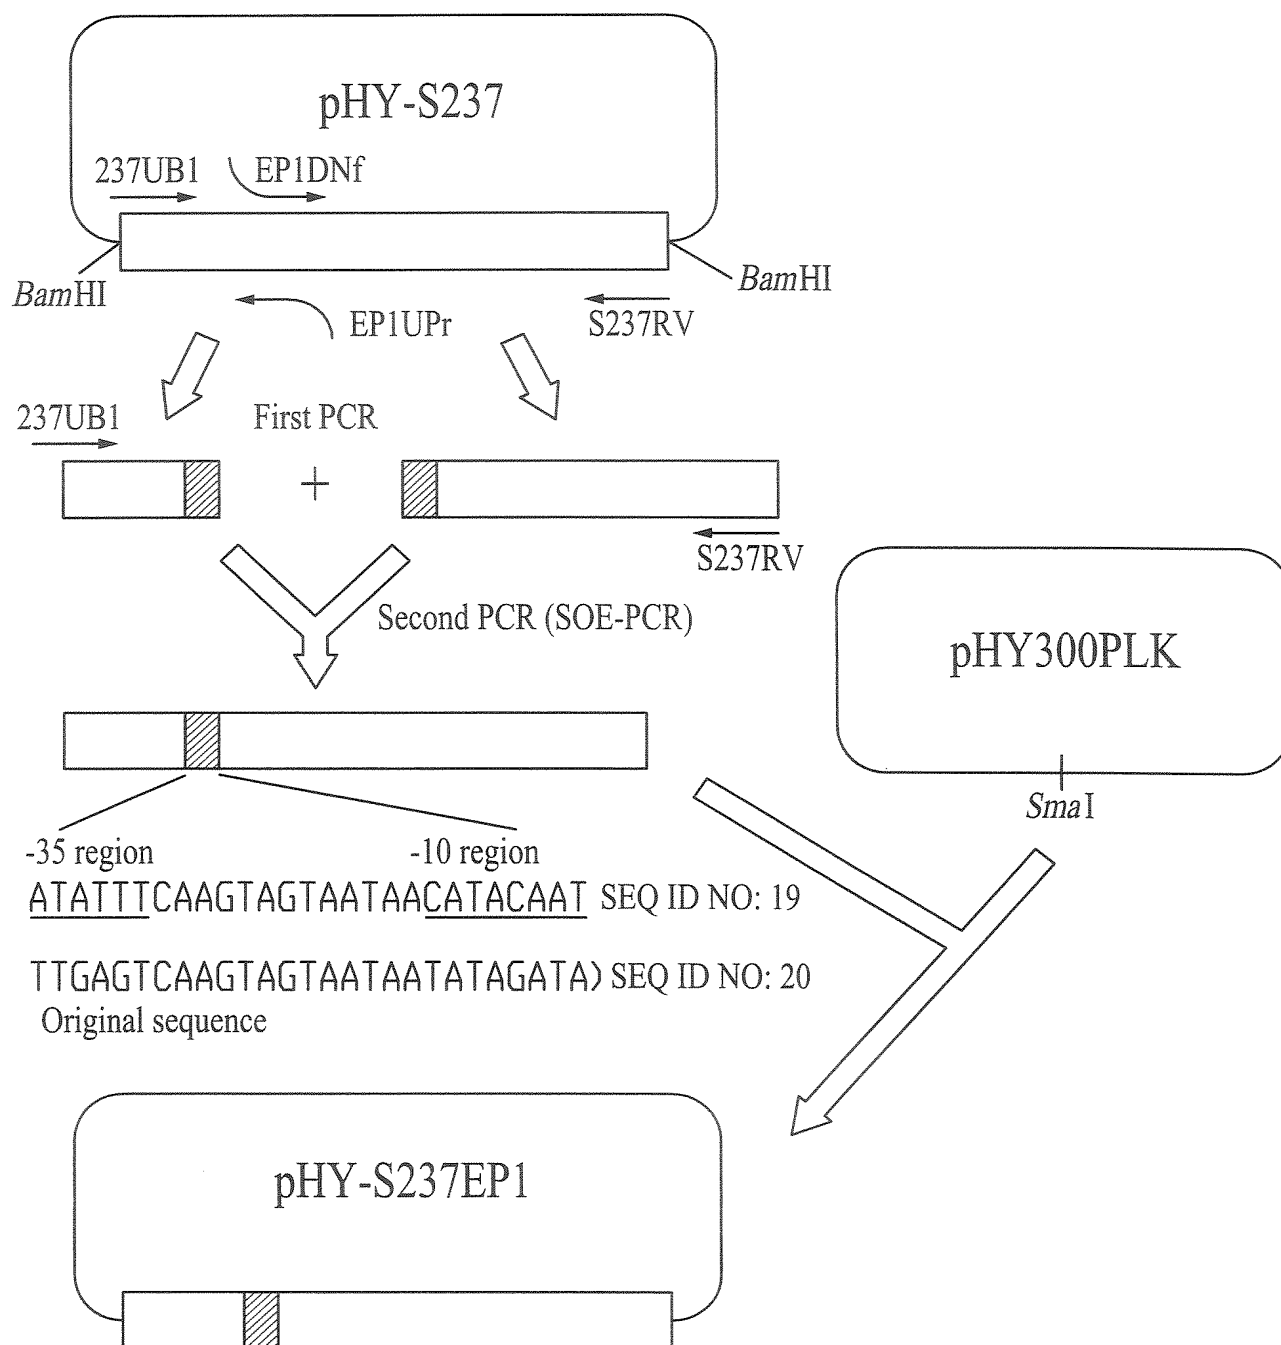 pHY-S237
237UB1
EP1DNf
BamHI
BamHI
EP1UPr
S237RV
237UB1
First PCR
+
S237RV
Second PCR (SOE-PCR)
pHY300PLK
SmaI
-35 region
-10 region
ATATTTCAAGTAGTAATAACATACAAT SEQ ID NO: 19
TTGAGTCAAGTAGTAATAATATAGATA) SEQ ID NO: 20
Original sequence
pHY-S237EP1